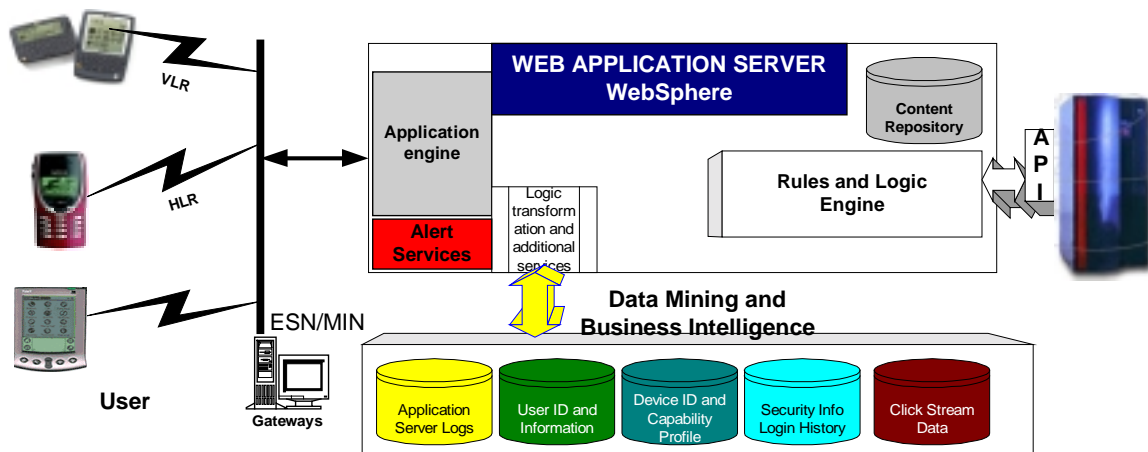 VLR
HLR
ESN/MIN
User
Gateways
WEB APPLICATION SERVER
WebSphere
Application
engine
Alert
Services
Logic
transform
ation and
additional
services
Content
Repository
Rules and Logic
Engine
A
P
I
Data Mining and
Business Intelligence
Application
Server Logs
User ID and
Information
Device ID and
Capability
Profile
Security Info
Login History
Click Stream
Data